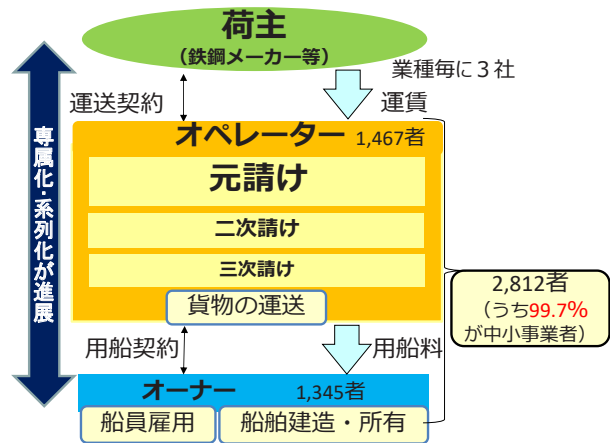 荷主
（鉄鋼メーカー等）
業種毎に３社
運送契約
運賃
オペレーター 1,467者
元請け
二次請け
三次請け
貨物の運送
専属化・系列化が進展
2,812者
（うち99.7%
が中小事業者）
用船契約
用船料
オーナー 1,345者
船員雇用
船舶建造・所有